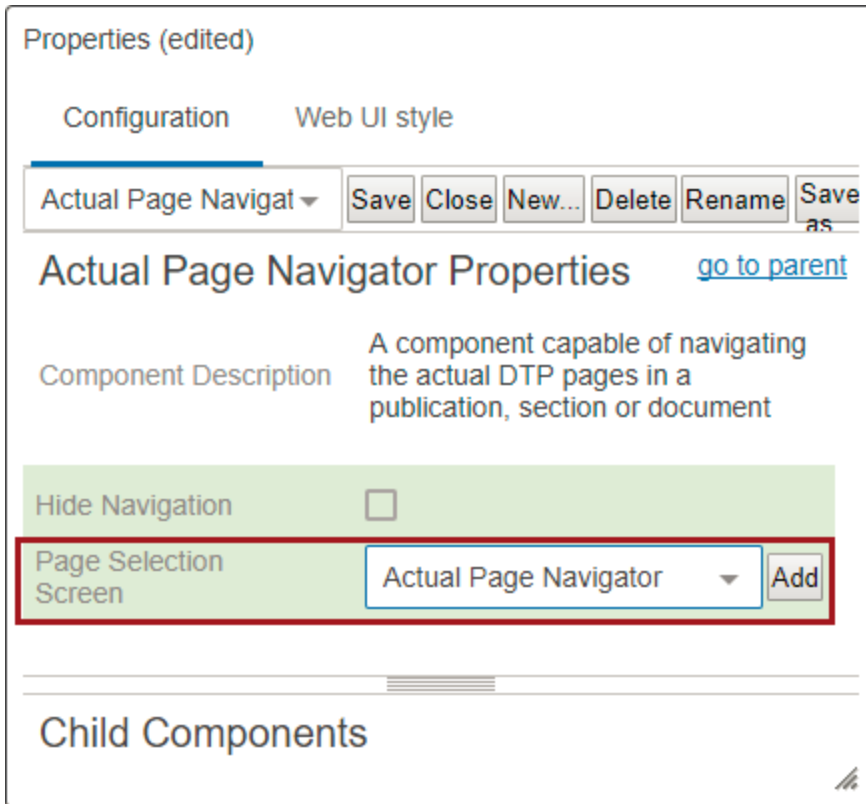 Properties (edited)
Configuration Web UI style
Actual Page Navigat Save Close New... Delete Rename Save as
Actual Page Navigator Properties go to parent
Component Description A component capable of navigating
the actual DTP pages in a
publication, section or document
Hide Navigation
Page Selection
Screen Actual Page Navigator Add
Child Components